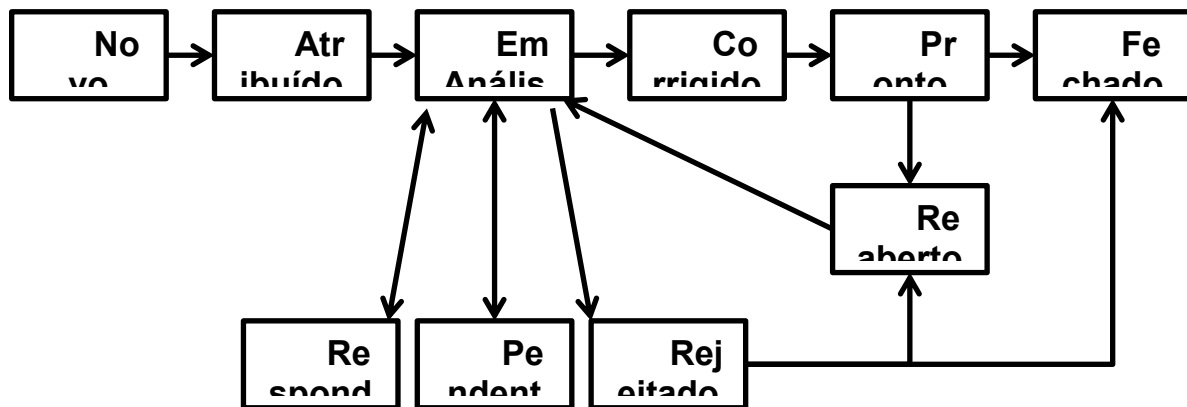 No
vo
Atr
ibuído
Em
Anális
Co
rrigido
Pr
onto
Fe
chado
Re
aberto
Re
spond
Pe
ndent
Rej
eitado